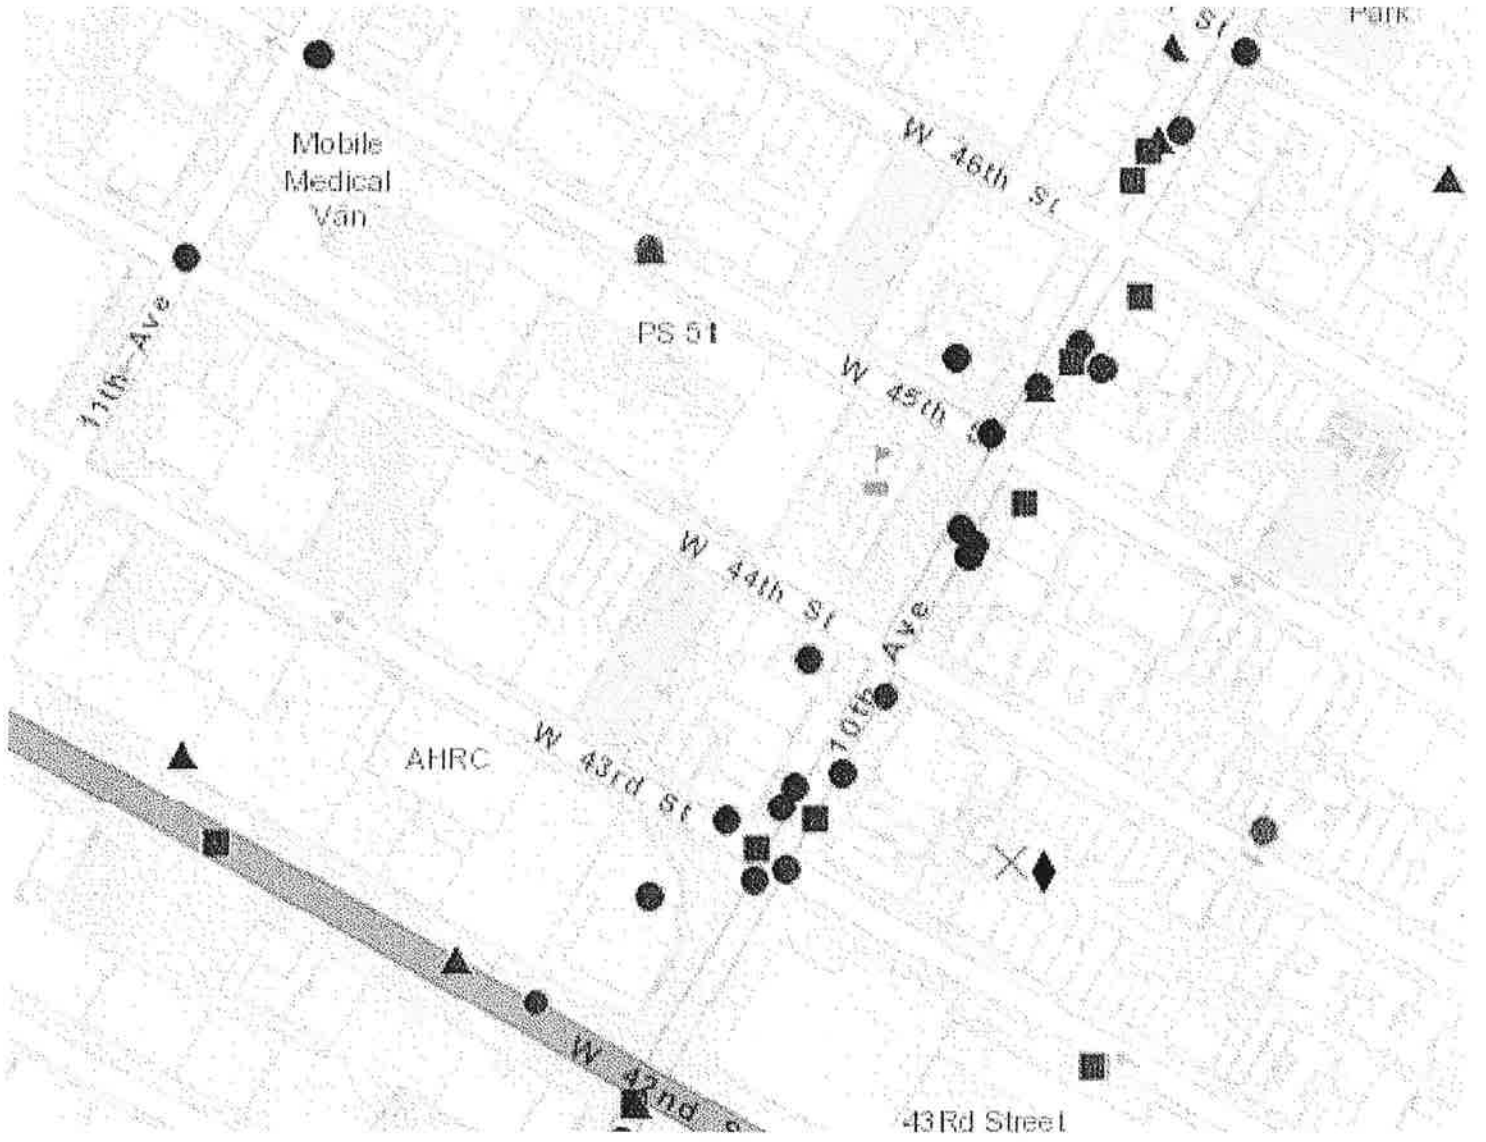 St
Park
W 46th St
Mobile
Medical
Van
11th Ave
PS 51
W 45th
W 44th St
10th Ave
W 43rd St
AHRC
W 42nd S
43Rd Street